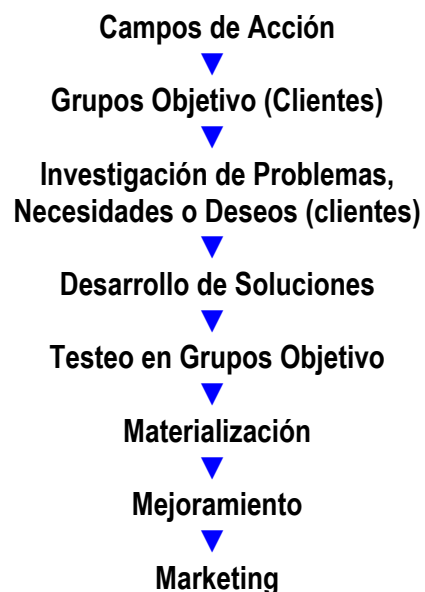 Campos de Acción
Grupos Objetivo (Clientes)
Investigación de Problemas,
Necesidades o Deseos (clientes)
Desarrollo de Soluciones
Testeo en Grupos Objetivo
Materialización
Mejoramiento
Marketing